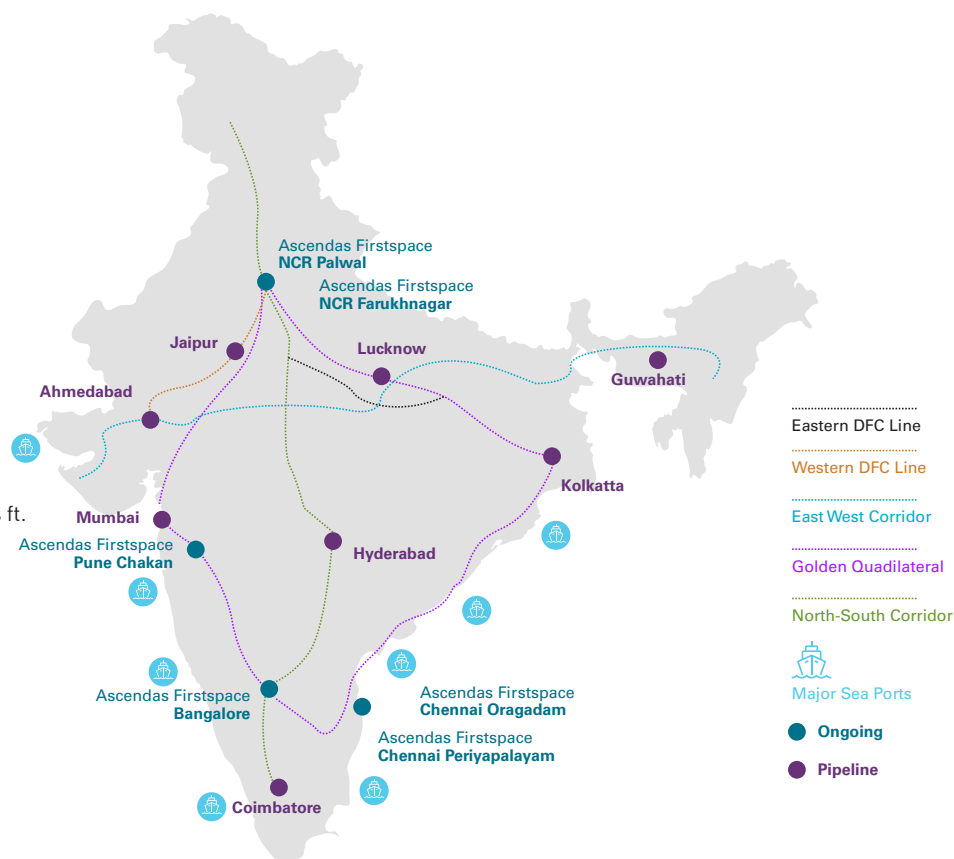 Ascendas Firstspace
NCR Palwal
Ascendas Firstspace
NCR Farukhnagar
Jaipur
Lucknow
Guwahati
Ahmedabad
Kolkatta
ft.
Mumbai
Ascendas Firstspace
Pune Chakan
Hyderabad
Ascendas Firstspace
Bangalore
Ascendas Firstspace
Chennai Oragadam
Ascendas Firstspace
Chennai Periyapalayam
Coimbatore
Eastern DFC Line
Western DFC Line
East West Corridor
Golden Quadilateral
North-South Corridor
Major Sea Ports
Ongoing
Pipeline